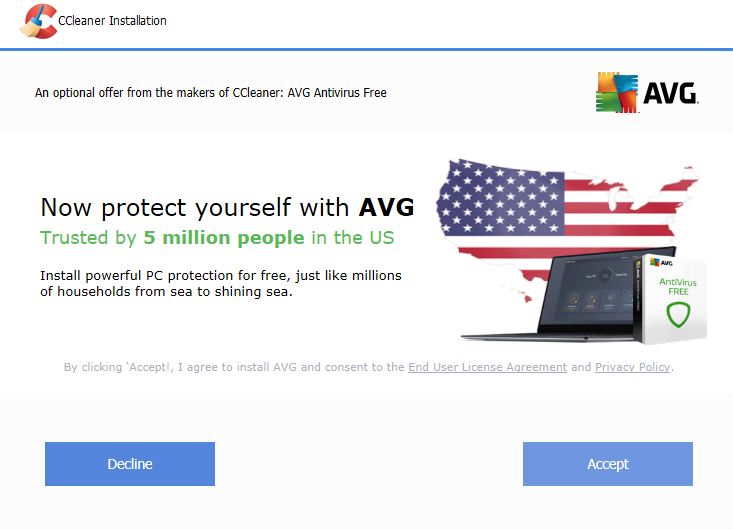 CCleaner Installation
An optional offer from the makers of CCleaner: AVG Antivirus Free
AVG.
Now protect yourself with AVG
Trusted by 5 million people in the US
Install powerful PC protection for free, just like millions
of households from sea to shining sea.
AVG
AntiVirus
FREE
By clicking `Accept!, I agree to install AVG and consent to the End User License Agreement and Privacy Policy.
Decline
Accept